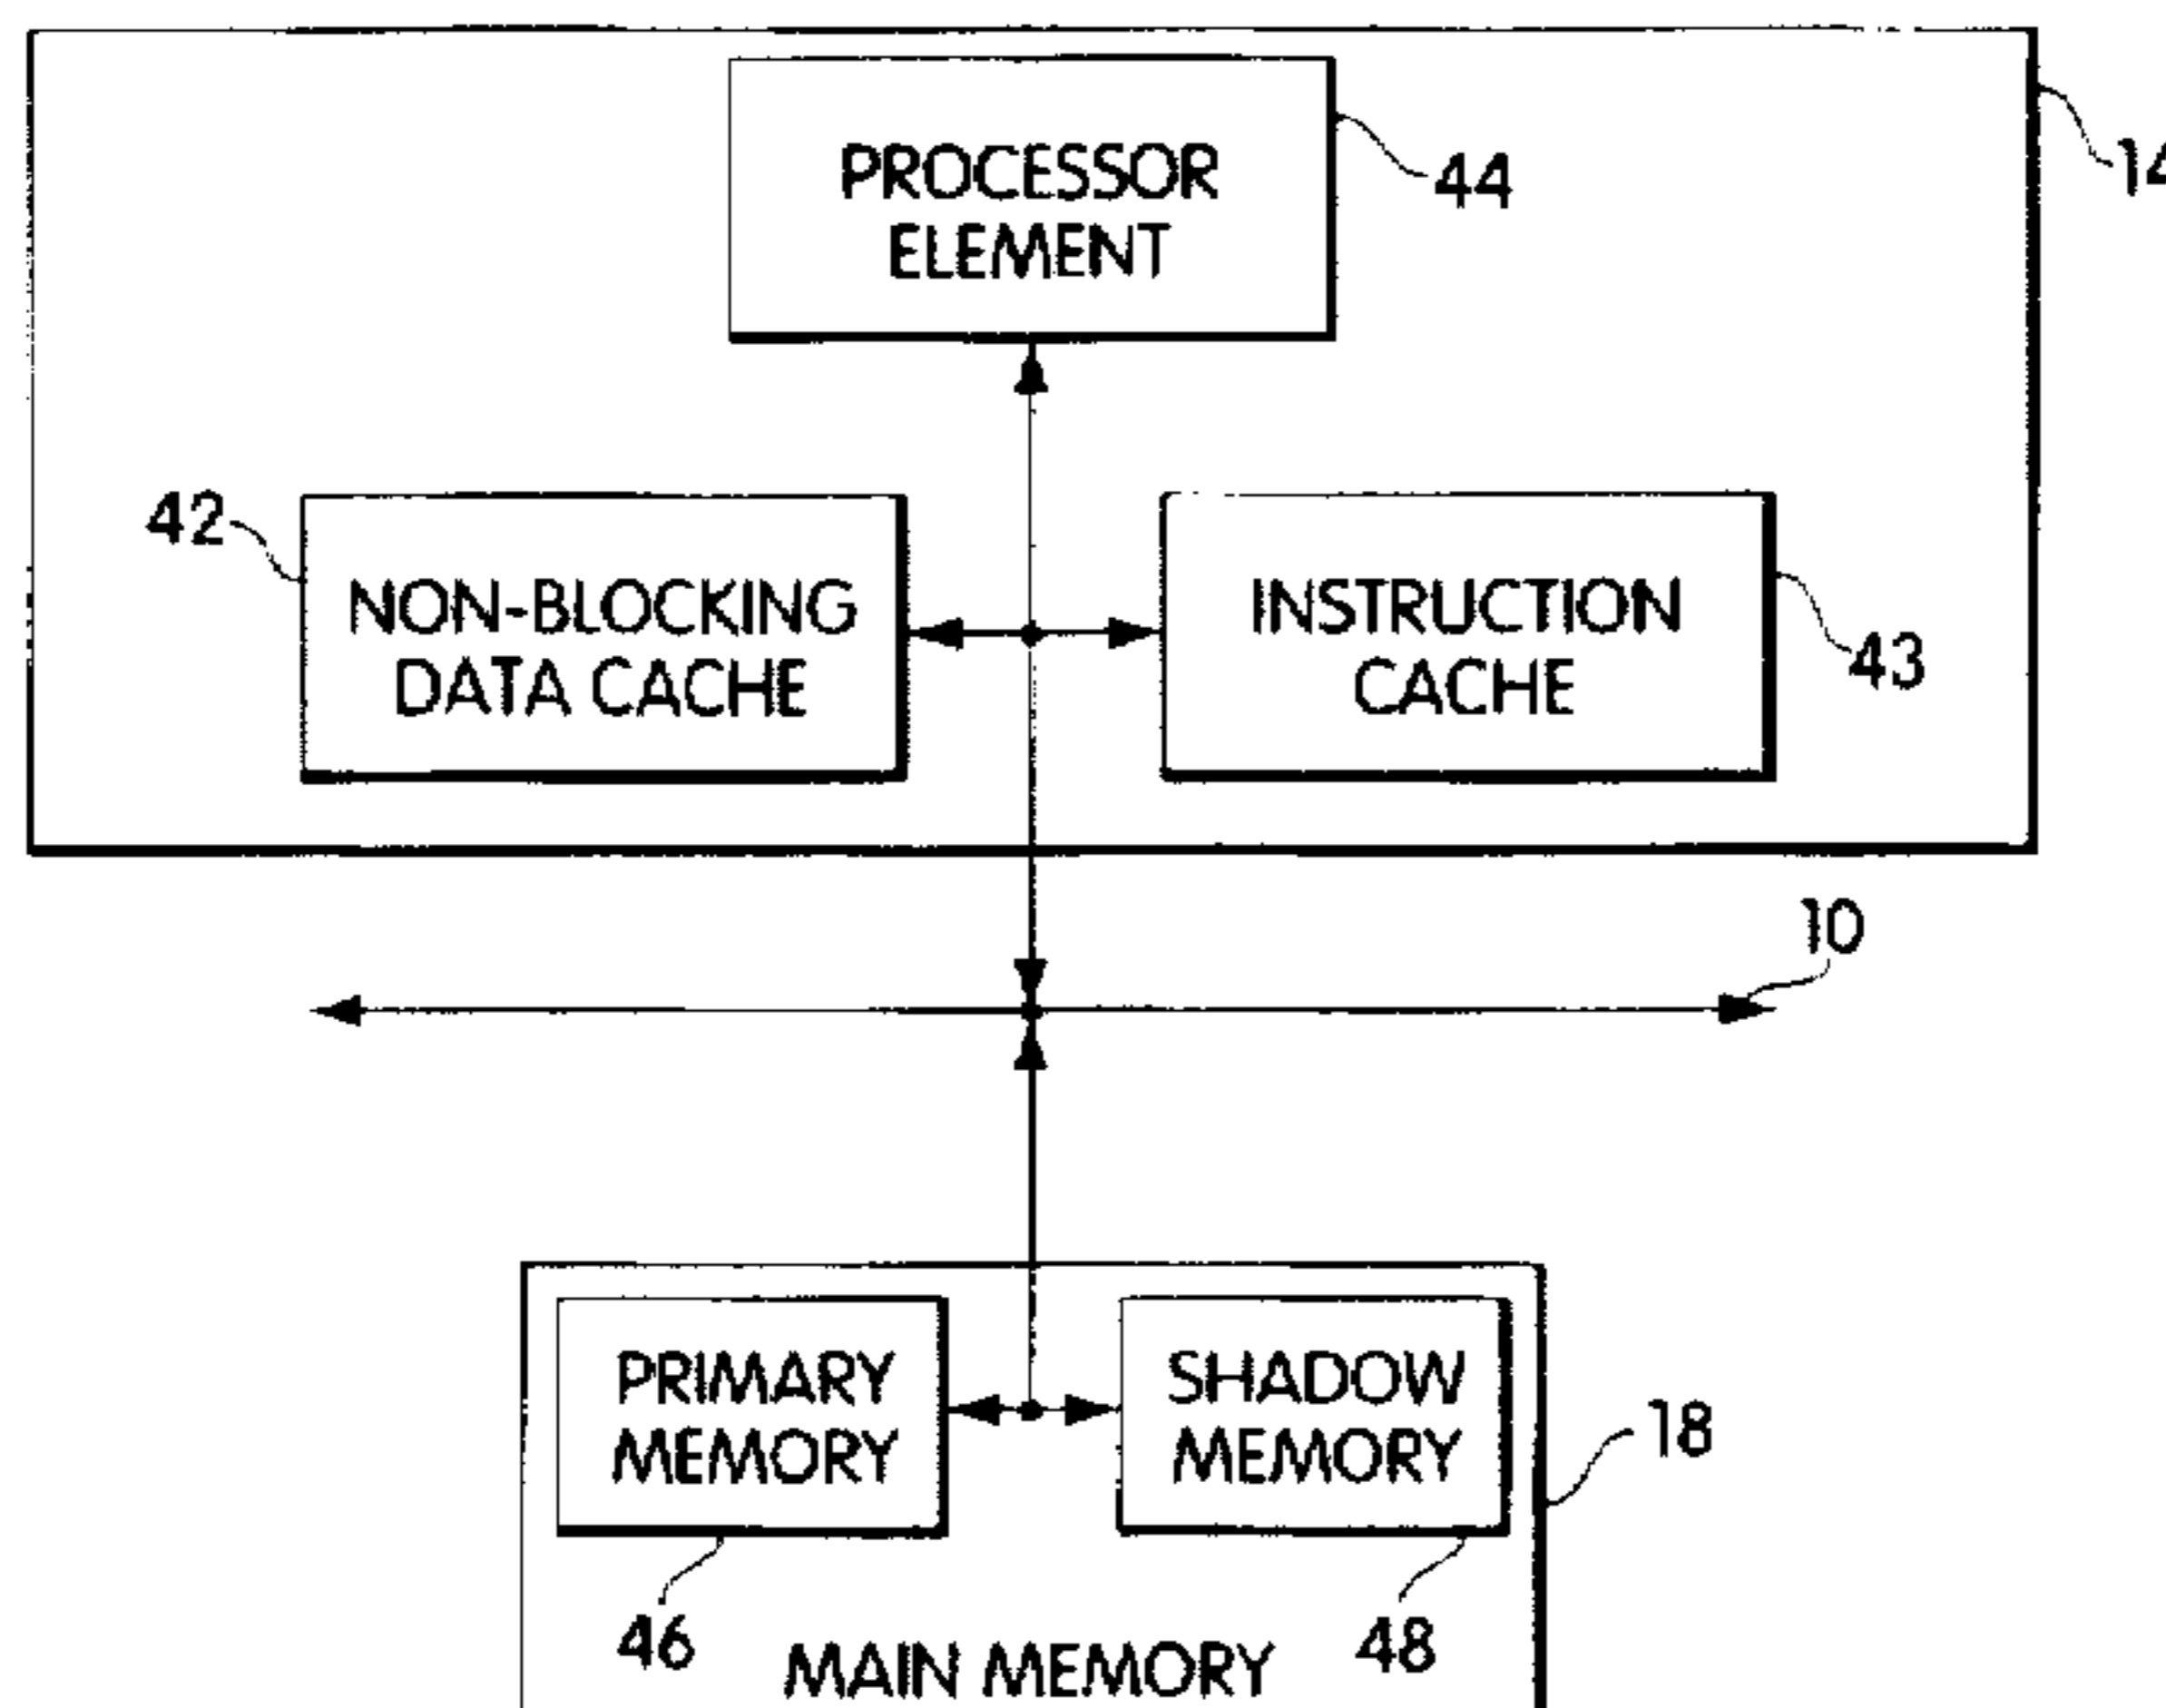 PROCESSOR
ELEMENT
44
14
42
NON-BLOCKING
DATA CACHE
INSTRUCTION
CACHE
43
10
PRIMARY
MEMORY
SHADOW
MEMORY
18
46
48
MAIN MEMORY